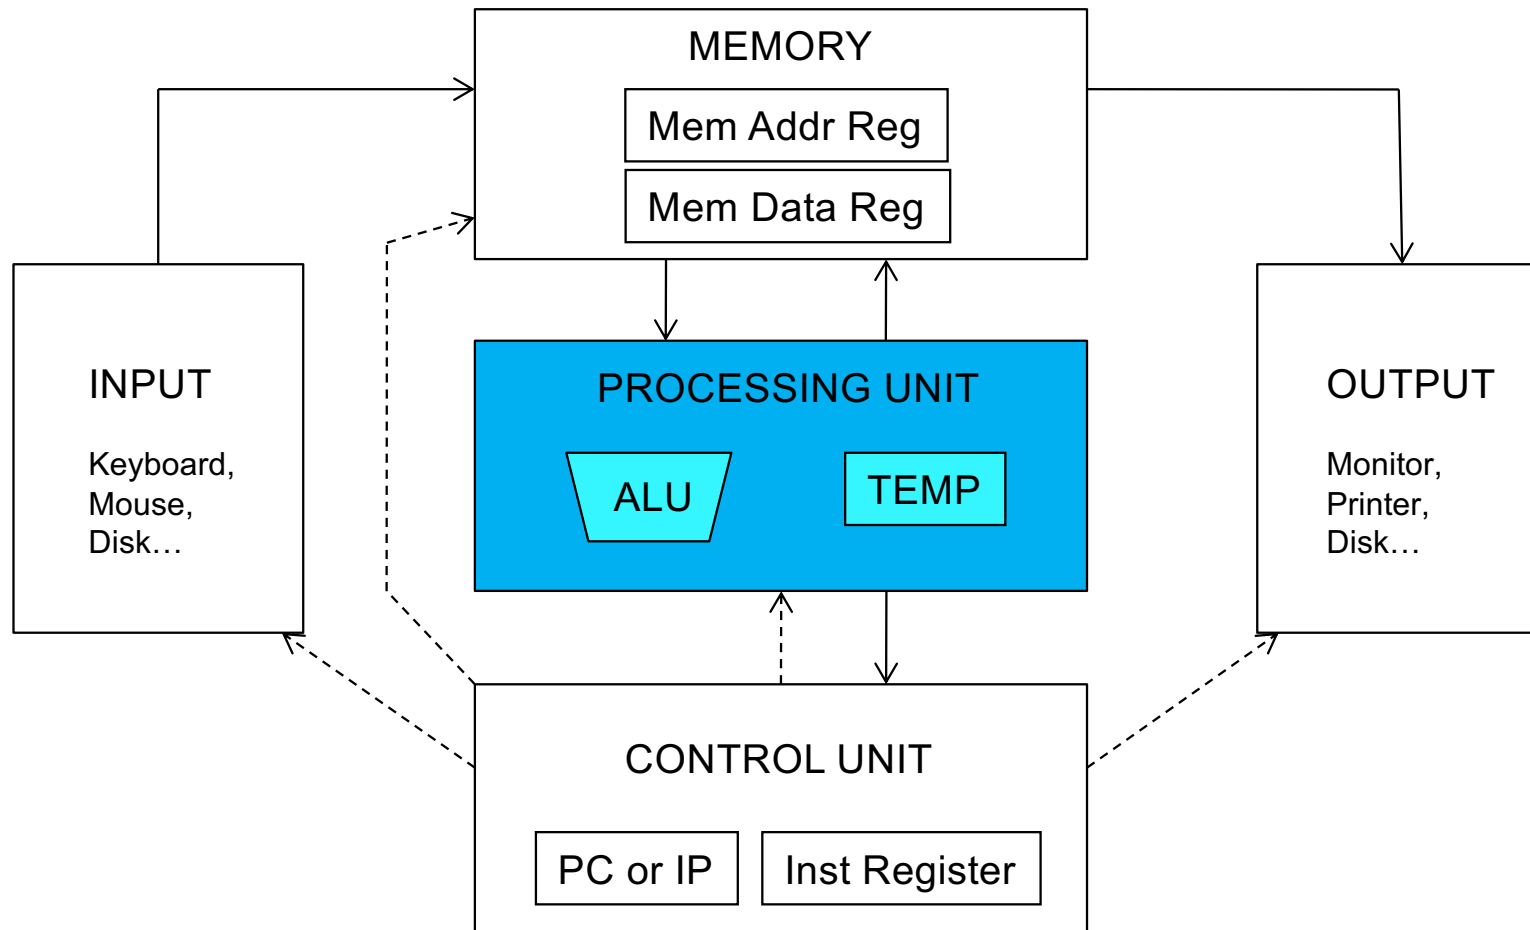 MEMORY
Mem Addr Reg
Mem Data Reg
INPUT
Keyboard,
Mouse,
Disk…
PROCESSING UNIT
ALU
TEMP
OUTPUT
Monitor,
Printer,
Disk…
CONTROL UNIT
PC or IP
Inst Register